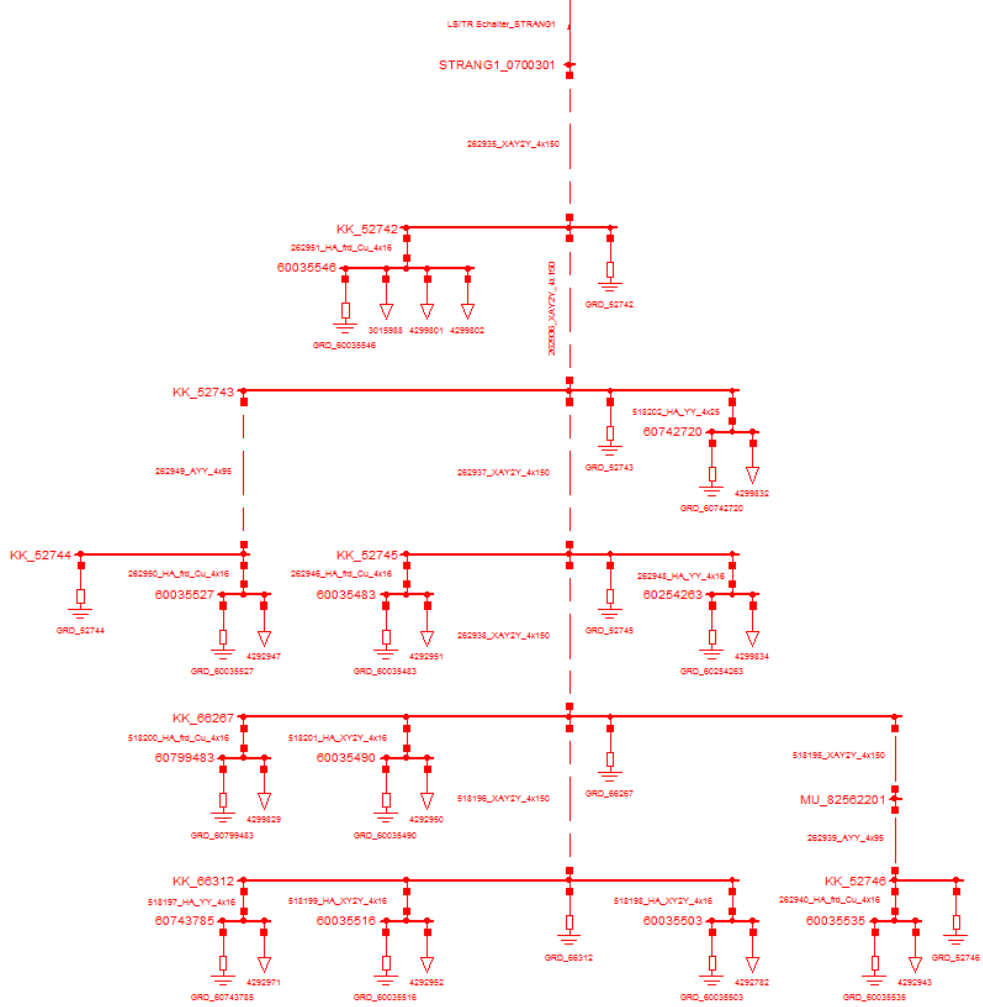 LS/TR Schalter_STRANG1
STRANG1_0700301
262935_XAY2Y_4x150
KK_52742
262951_HA_frd_Cu_4x16
60035546
GRD_52742
3015988 4299801 4299802
GRD_60035546
262936_XAY2Y_4x150
KK_52743
518202_HA_YY_4x25
60742720
262949_AYY_4x95
262937_XAY2Y_4x150
GRD_52743
4299832
GRD_60742720
KK_52744
KK_52745
262950_HA_frd_Cu_4x16
262946_HA_frd_Cu_4x16
262948_HA_YY_4x16
60035527
60035483
60254263
GRD_52744
262938_XAY2Y_4x150
GRD_52745
4292947
4292951
4299834
GRD_60035527
GRD_60035483
GRD_60254263
KK_66267
518200_HA_frd_Cu_4x16
518201_HA_XY2Y_4x16
60799483
60035490
518195_XAY2Y_4x150
518196_XAY2Y_4x150
GRD_66267
MU_82562201
4299829
4292950
GRD_60799483
GRD_60035490
262939_AYY_4x95
KK_66312
KK_52746
518197_HA_YY_4x16
518199_HA_XY2Y_4x16
518198_HA_XY2Y_4x16
262940_HA_frd_Cu_4x16
60743785
60035516
60035503
60035535
GRD_66312
GRD_52746
4292971
4292952
4292782
4292943
GRD_60743785
GRD_60035516
GRD_60035503
GRD_60035535